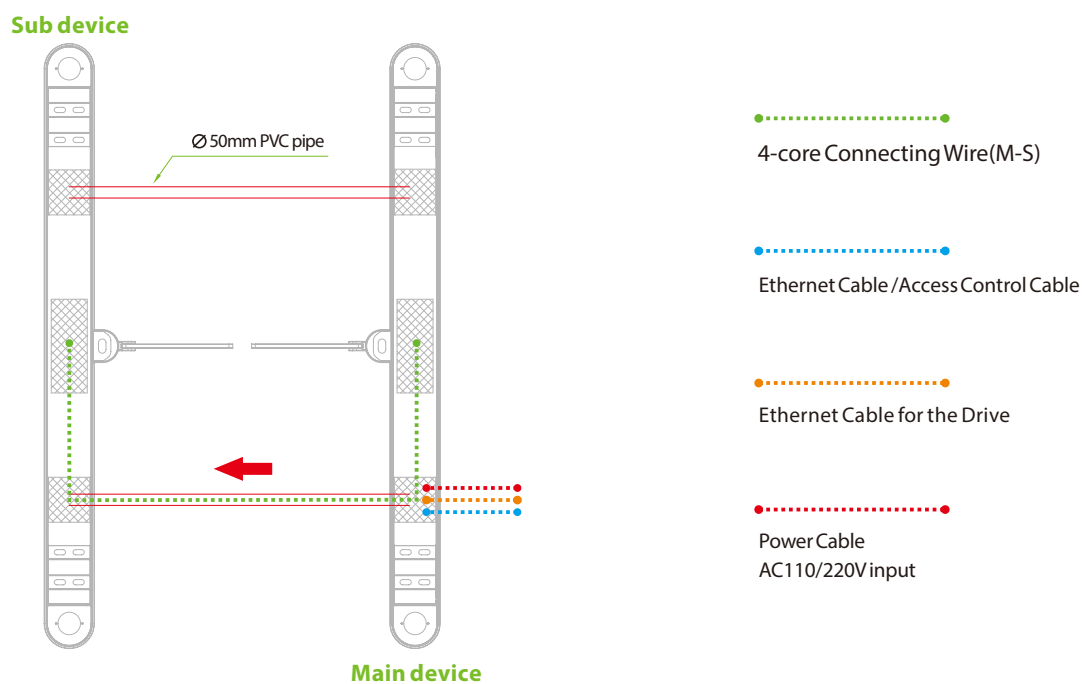 Sub device
Ø 50mm PVC pipe
4-core Connecting Wire(M-S)
Ethernet Cable /Access Control Cable
Ethernet Cable for the Drive
Power Cable
AC110/220V input
Main device